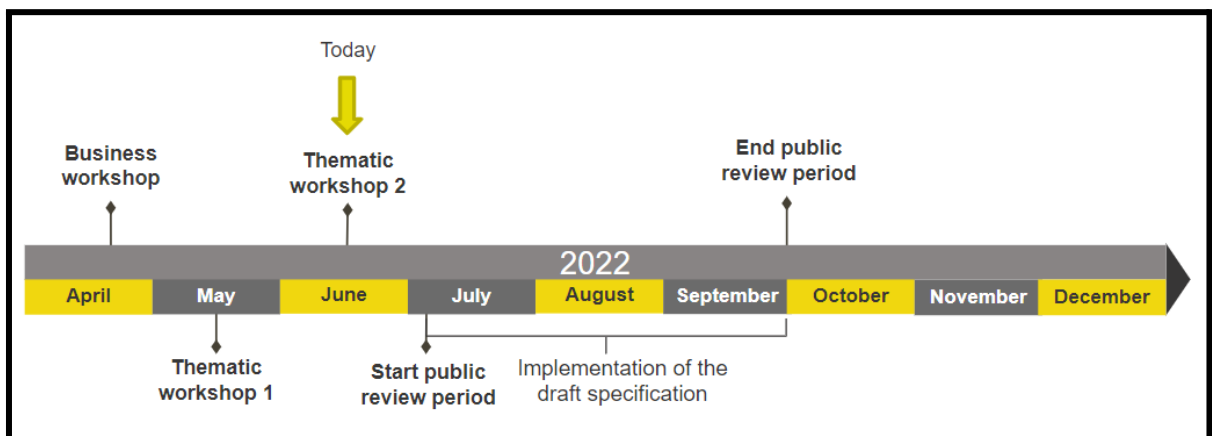 Today
Business
workshop
Thematic
workshop 2
End public
review period
2022
April May June July August September October November December
Thematic
workshop 1
Start public
review period
Implementation of the
draft specification